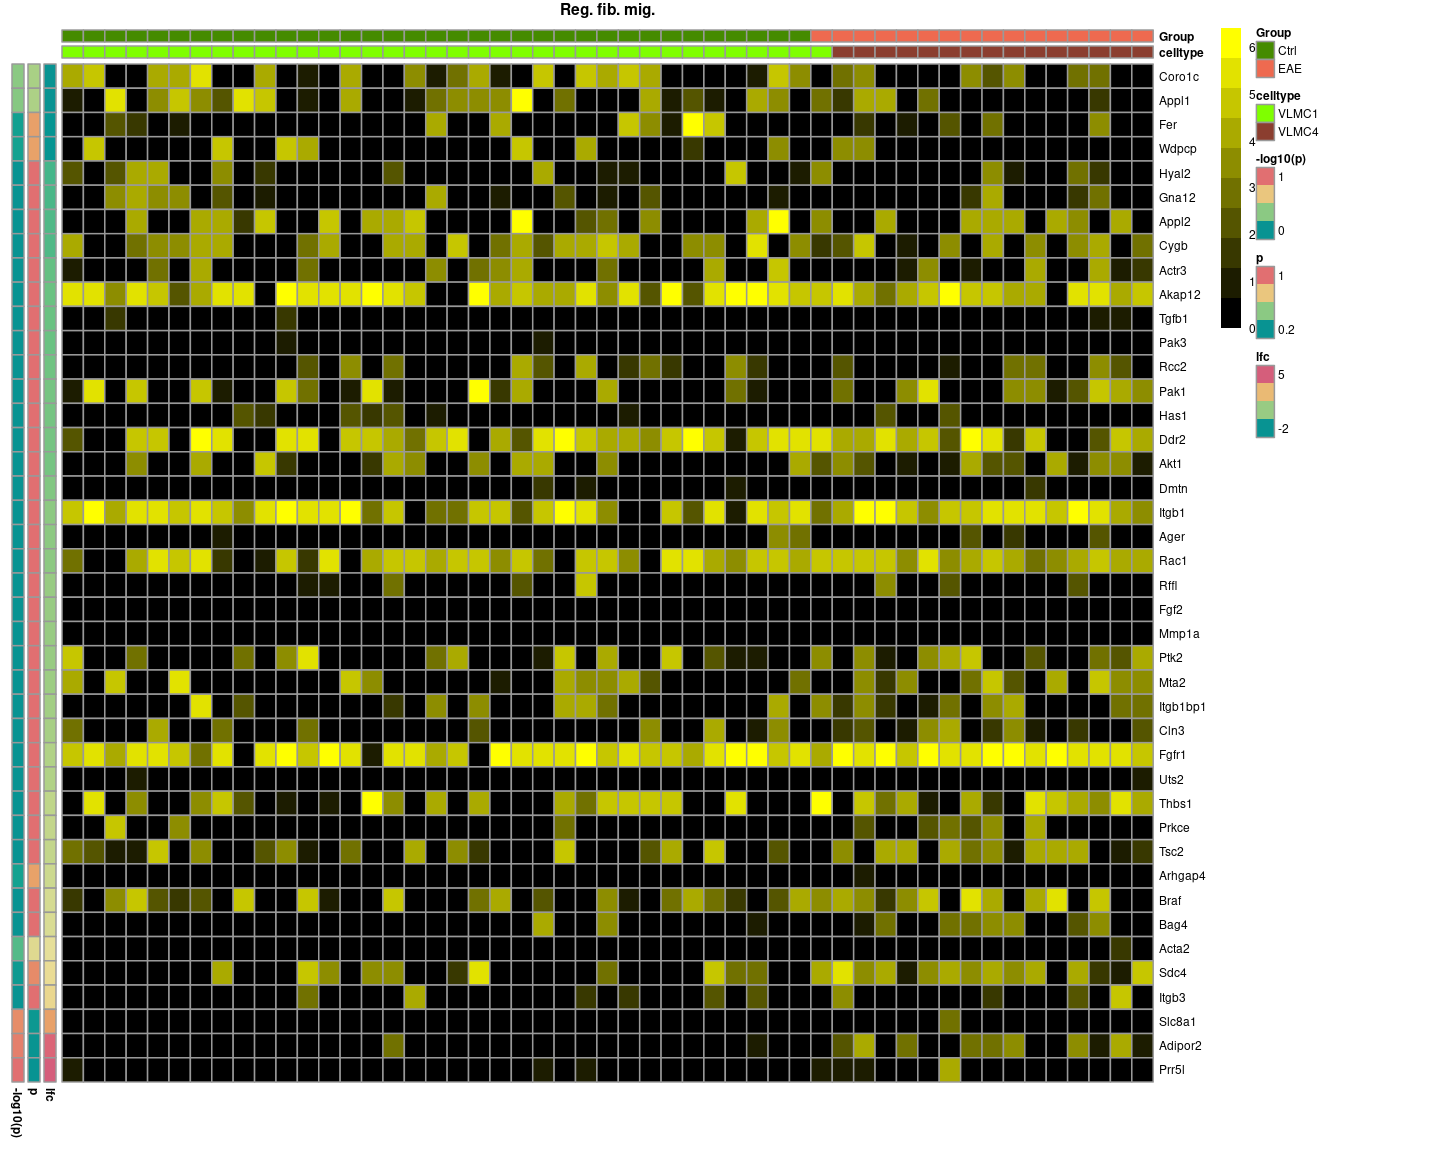 Reg. fib. mig.
Group
celltype
Coro1c
Appl1
Fer
Wdpcp
Hyal2
Gna12
Appl2
Cygb
Actr3
Akap12
Tgfb1
Pak3
Rcc2
Pak1
Has1
Ddr2
Akt1
Dmtn
Itgb1
Ager
Rac1
Rffl
Fgf2
Mmp1a
Ptk2
Mta2
Itgb1bp1
Cln3
Fgfr1
Uts2
Thbs1
Prkce
Tsc2
Arhgap4
Braf
Bag4
Acta2
Sdc4
Itgb3
Slc8a1
Adipor2
Prr5l
-log10(p)
p
lfc
6
5
4
3
2
1
0
Group
Ctrl
EAE
celltype
VLMC1
VLMC4
-log10(p)
1
0
p
1
0.2
lfc
5
-2